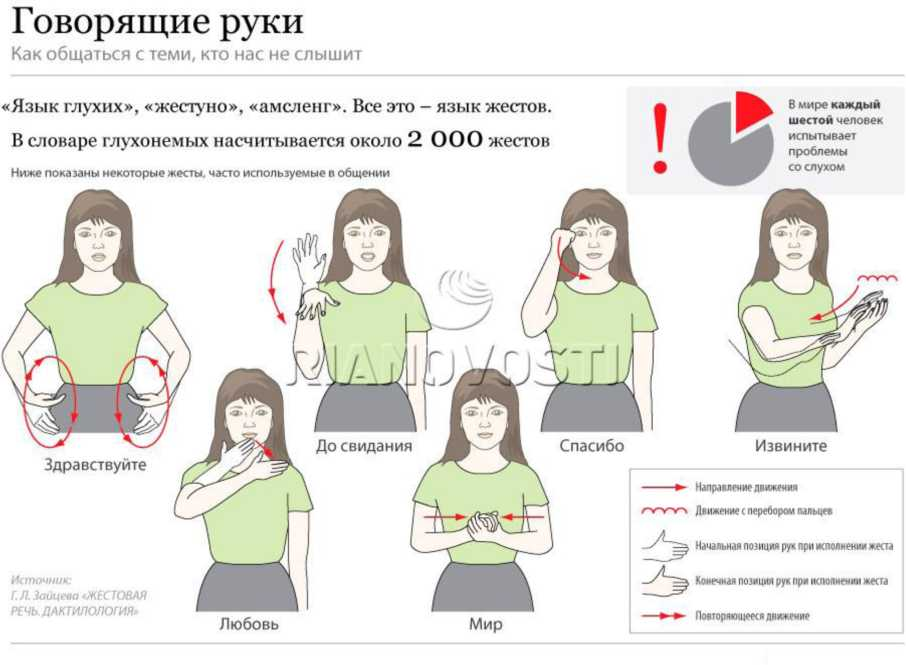 Говорящие руки
Как общаться с теми, кто нас не слышит
«Язык глухих», «жестуно», «амсленг». Все это – язык жестов.
В словаре глухонемых насчитывается около 2 000 жестов
Ниже показаны некоторые жесты, часто используемые в общении
!
В мире каждый
шестой человек
испытывает
проблемы
со слухом
RIANOVOSTI
Здравствуйте
До свидания
Спасибо
Извините
Любовь
Мир
Направление движения
Движение с перебором пальцев
Начальная позиция рук при исполнении жеста
Конечная позиция рук при исполнении жеста
Повторяющееся движение
Источник:
Г. Л. Зайцева «ЖЕСТОВАЯ
РЕЧЬ. ДАКТИЛОЛОГИЯ»